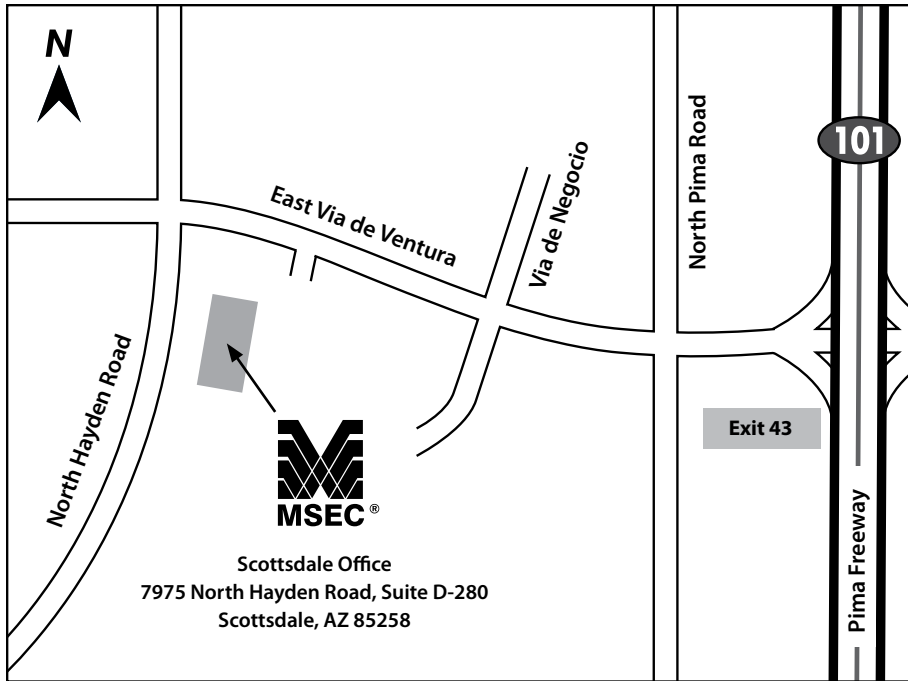 N
101
North Pima Road
Via de Negocio
East Via de Ventura
North Hayden Road
Exit 43
MSEC®
Pima Freeway
Scottsdale Office
7975 North Hayden Road, Suite D-280
Scottsdale, AZ 85258